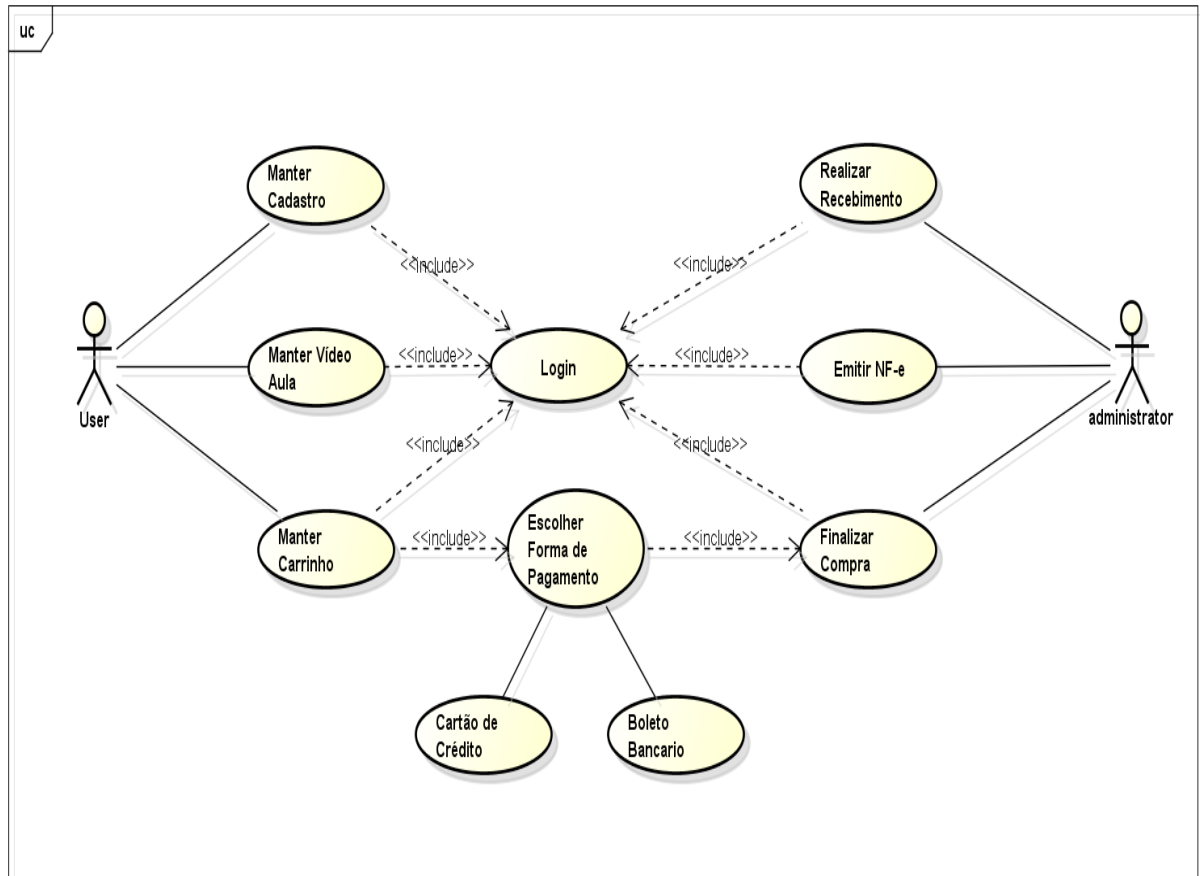 uc
Manter
Cadastro
Realizar
Recebimento
<<include>>
<<include>>
Manter Vídeo
Aula
<<include>>
Login
<<include>>
Emitir NF-e
User
administrator
<<include>>
<<include>>
Manter
Carrinho
<<include>>
Escolher
Forma de
Pagamento
<<include>>
Finalizar
Compra
Cartão de
Crédito
Boleto
Bancario